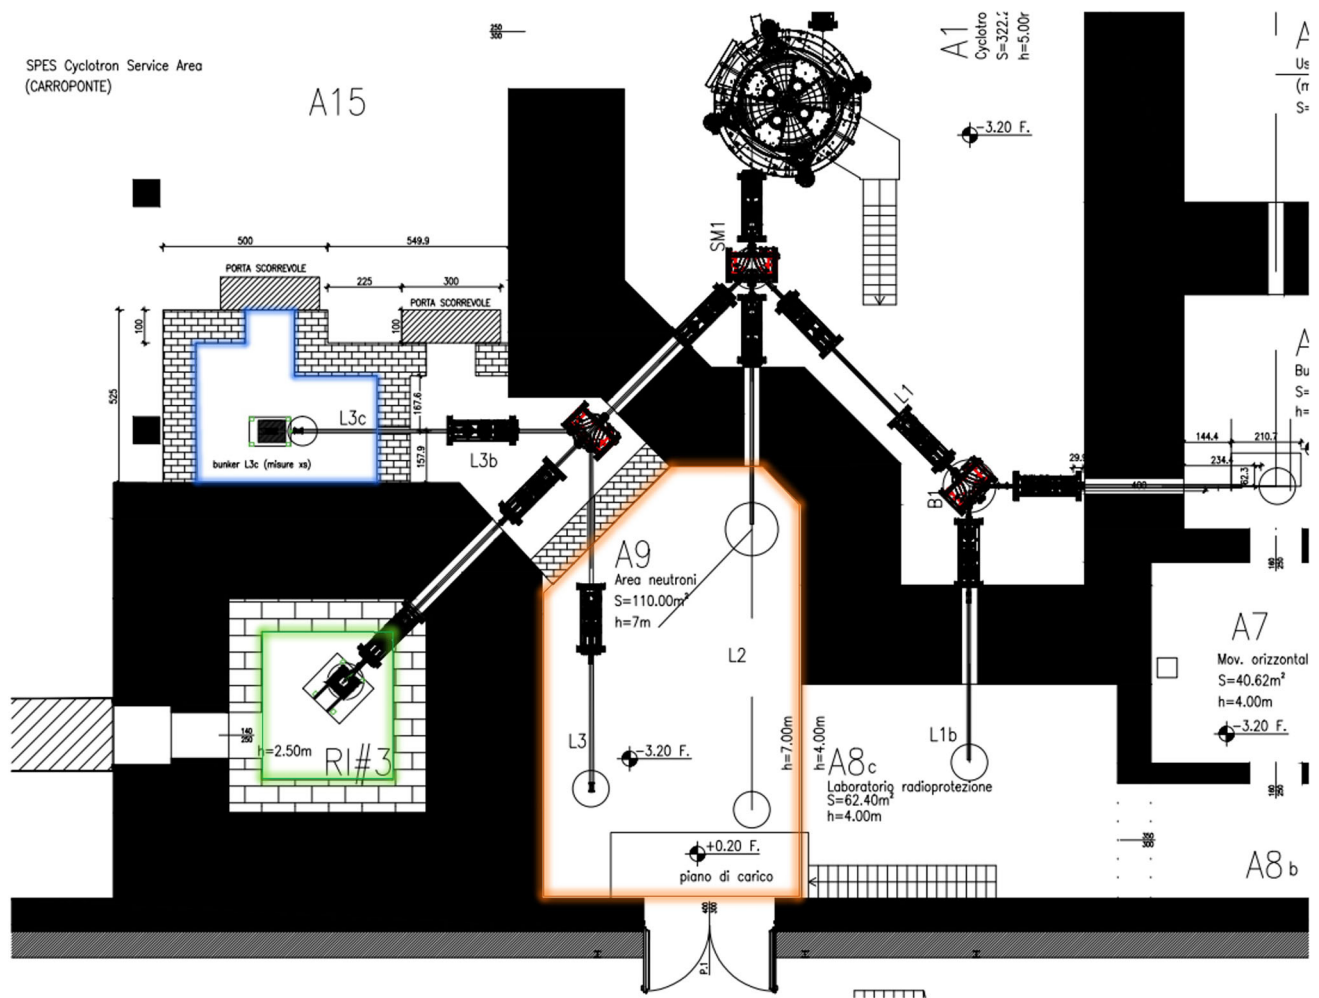 250
300
SPES Cyclotron Service Area
(CARROPONTE)
A15
A1
Cyclotro
h=5.00r
-3.20 F.
SM1
500
549.9
PORTA SCORREVOLE
225
300
PORTA SCORREVOLE
100
100
525
167.6
157.9
L3c
L3b
bunker L3c (misure xs)
L1
B1
144.4
210.7
234.4
62.3
400
A9
Area neutroni
S=110.00m²
h=7m
L2
L3
-3.20 F.
h=7.00m
h=4.00m
140
250
h=2.50m
RI#3
A8c
Laboratorio radioprotezione
S=62.40m²
h=4.00m
L1b
A7
Mov. orizzontal
S=40.62m²
h=4.00m
-3.20 F.
350
300
A8b
+0.20 F.
piano di carico
P.1